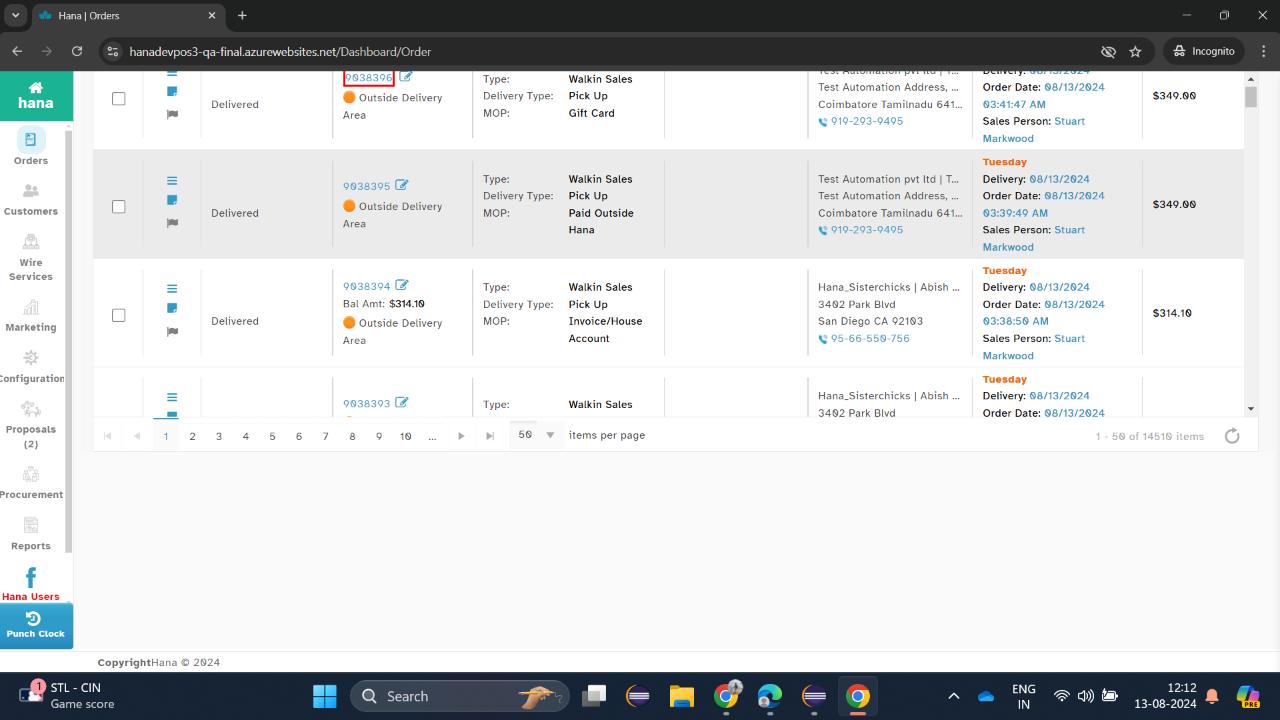 Hana | Orders
hanadevpos3-qa-final.azurewebsites.net/Dashboard/Order
Incognito
hana
Orders
Customers
Wire
Services
Marketing
Configuration
Proposals
(2)
Procurement
Reports
Hana Users
Punch Clock
Delivered
9038396
Outside Delivery
Area
Type: Walkin Sales
Delivery Type: Pick Up
MOP: Gift Card
Test Automation pvt ltd | T...
Test Automation Address, ...
Coimbatore Tamilnadu 641...
919-293-9495
Delivery: 08/13/2024
Order Date: 08/13/2024
03:41:47 AM
Sales Person: Stuart
Markwood
$349.00
Delivered
9038395
Outside Delivery
Area
Type: Walkin Sales
Delivery Type: Pick Up
MOP: Paid Outside
Hana
Test Automation pvt ltd | T...
Test Automation Address, ...
Coimbatore Tamilnadu 641...
919-293-9495
Tuesday
Delivery: 08/13/2024
Order Date: 08/13/2024
03:39:49 AM
Sales Person: Stuart
Markwood
$349.00
Delivered
9038394
Bal Amt: $314.10
Outside Delivery
Area
Type: Walkin Sales
Delivery Type: Pick Up
MOP: Invoice/House
Account
Hana_Sisterchicks | Abish ...
3402 Park Blvd
San Diego CA 92103
95-66-550-756
Tuesday
Delivery: 08/13/2024
Order Date: 08/13/2024
03:38:50 AM
Sales Person: Stuart
Markwood
$314.10
9038393
Type: Walkin Sales
Hana_Sisterchicks | Abish ...
3402 Park Blvd
Tuesday
Delivery: 08/13/2024
Order Date: 08/13/2024
1 2 3 4 5 6 7 8 9 10 ... 50 items per page
1 - 50 of 14510 items
CopyrightHana © 2024
1
STL - CIN
Game score
Search
ENG
IN
12:12
13-08-2024
PRE